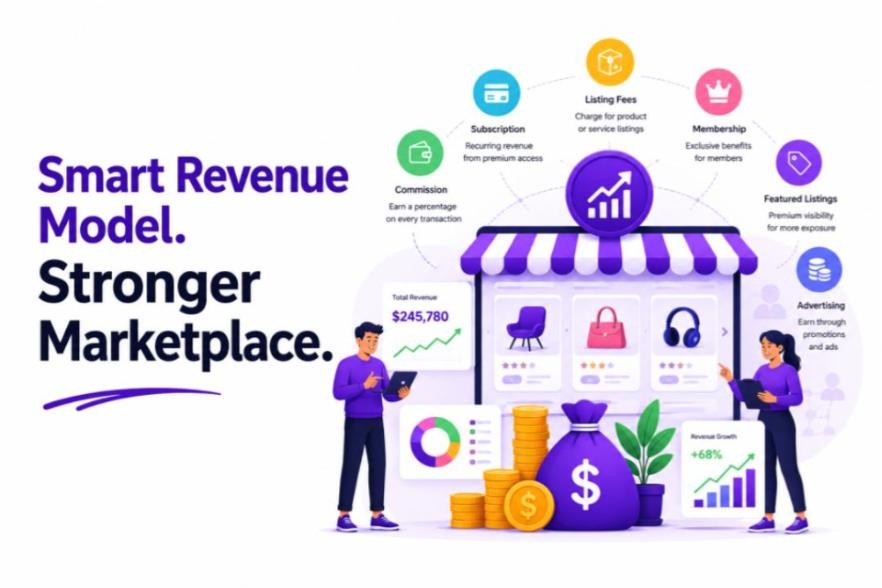 Smart Revenue
Model.
Stronger
Marketplace.
Listing Fees
Charge for product
or service listings
Subscription
Recurring revenue
from premium access
Membership
Exclusive benefits
for members
Commission
Earn a percentage
on every transaction
Featured Listings
Premium visibility
for more exposure
Advertising
Earn through
promotions
and ads
Total Revenue
$245,780
$
$
Revenue Growth
+68%